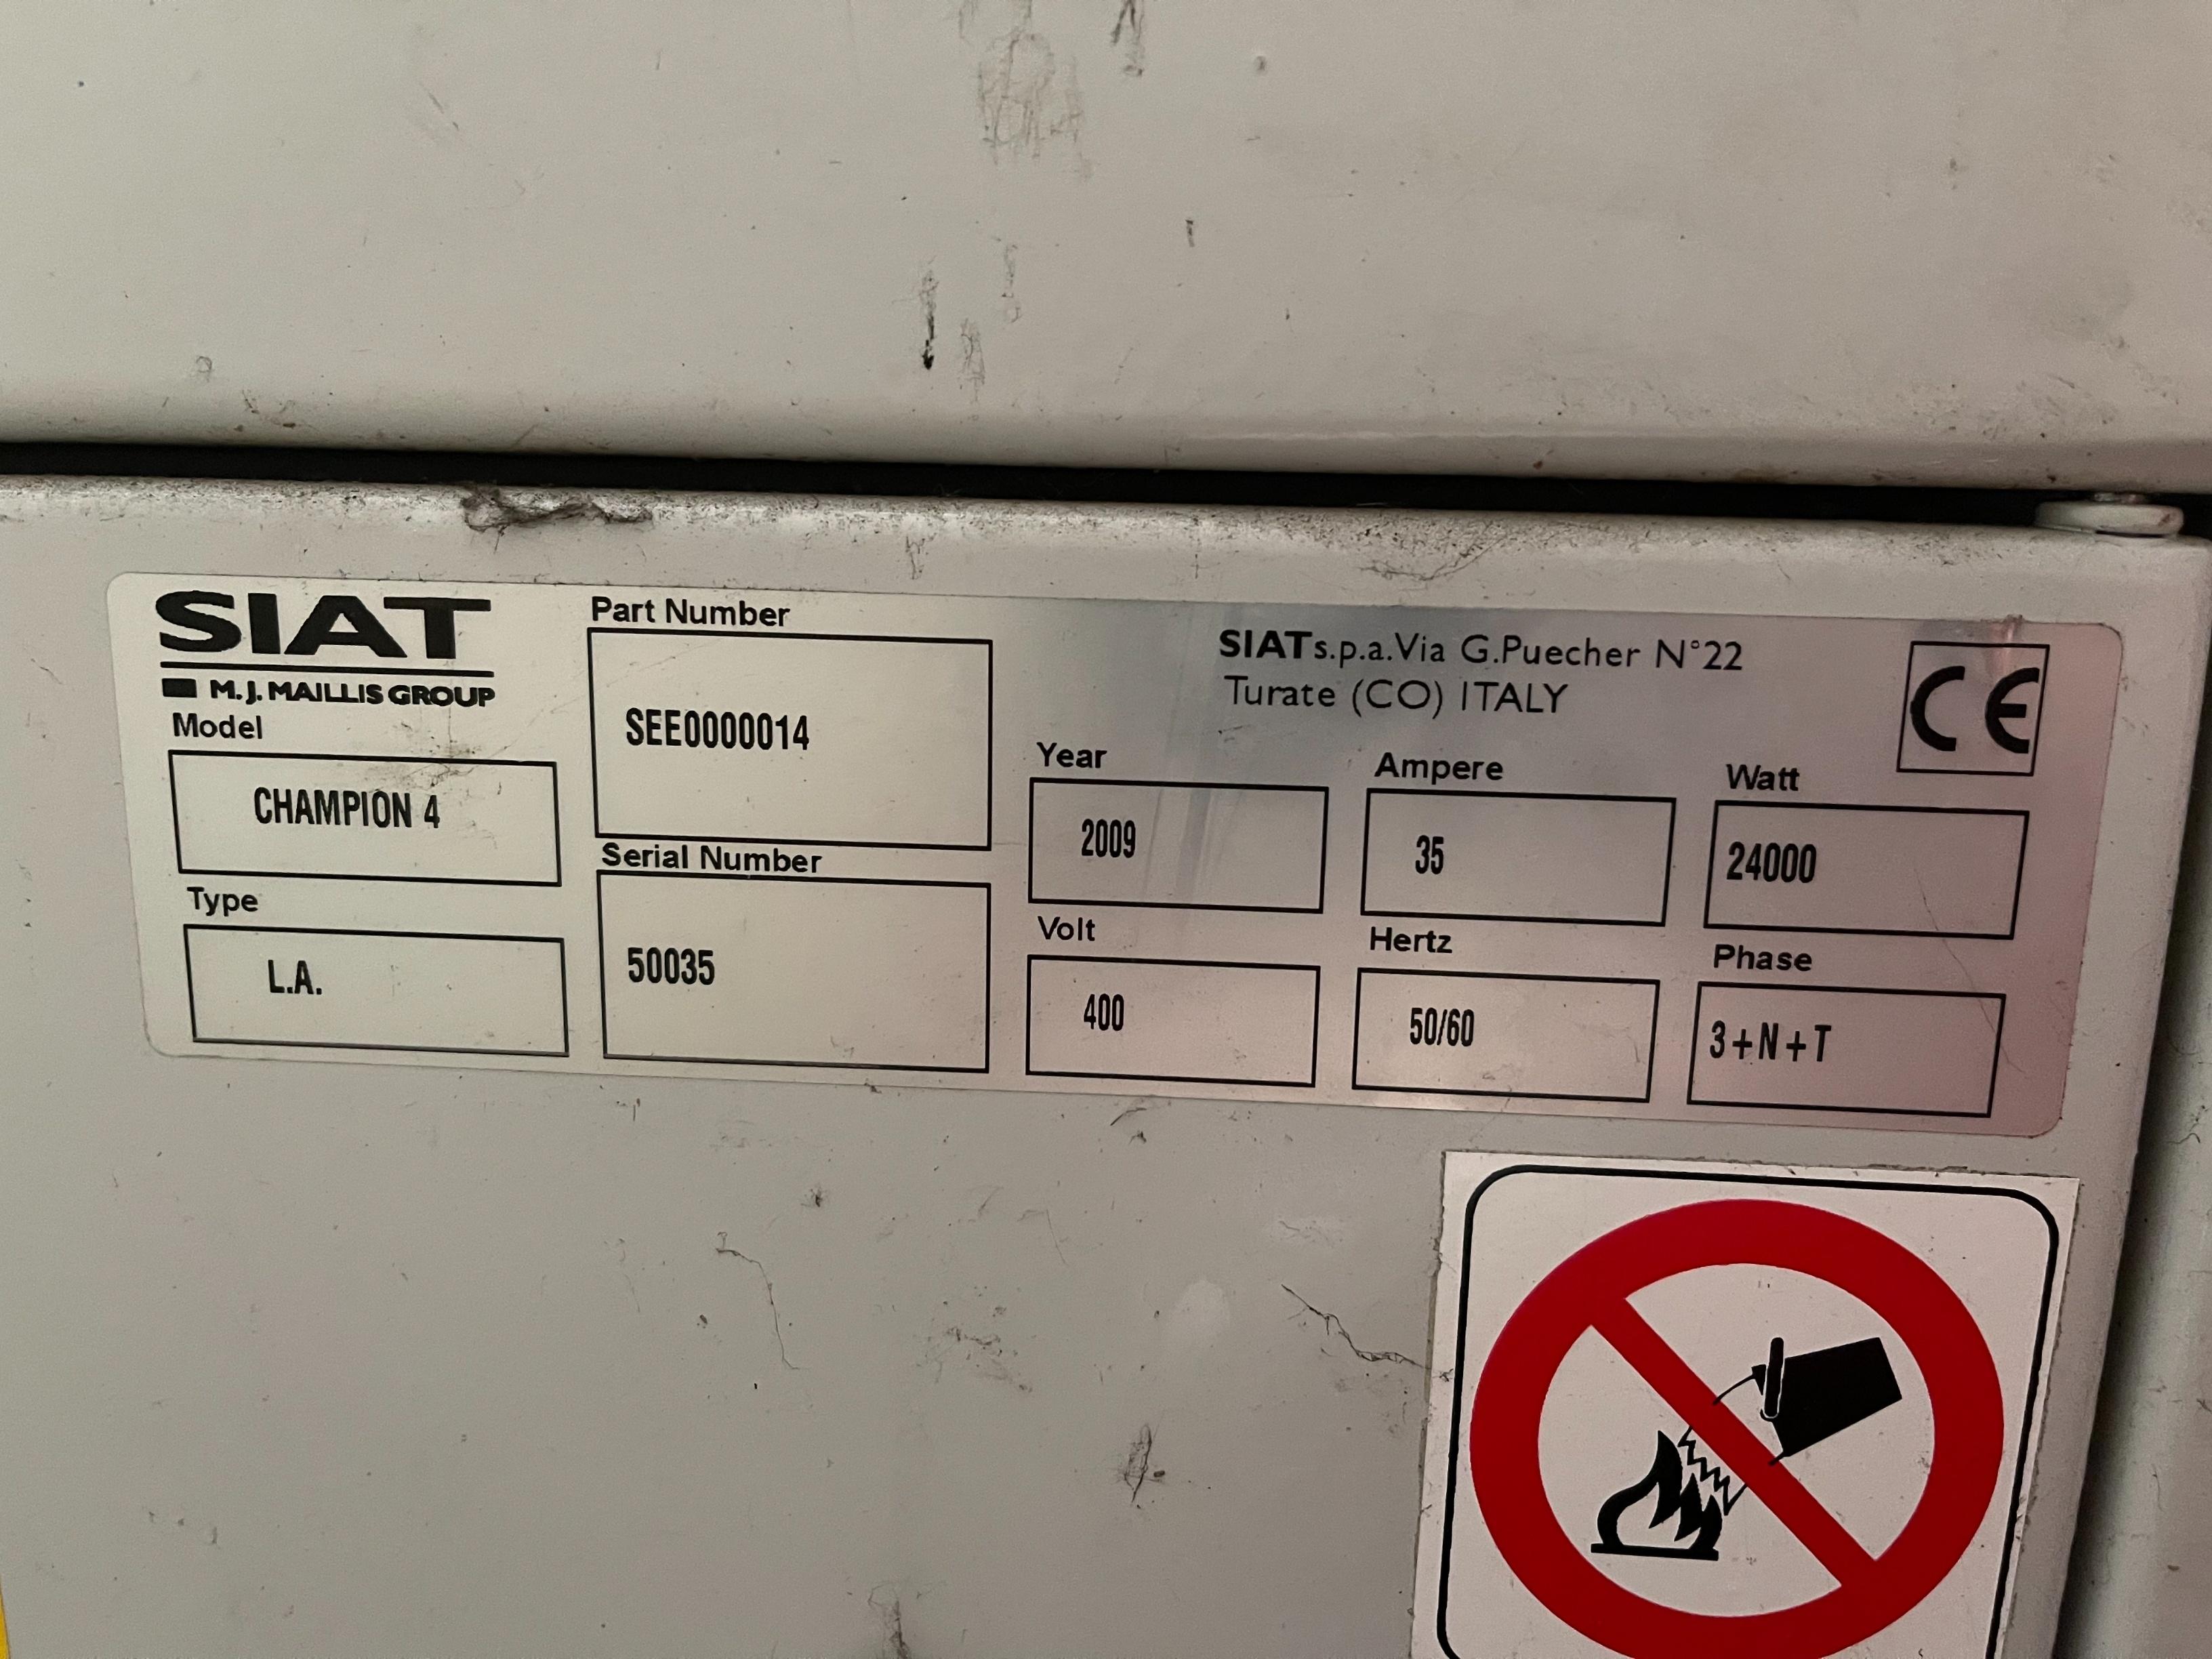 SIAT
M.J. MAILLIS GROUP
Model
CHAMPION 4
Type
L.A.
Part Number
SEE0000014
Serial Number
50035
SIAT s.p.a. Via G.Puecher N°22
Turate (CO) ITALY
CE
Year
2009
Ampere
35
Watt
24000
Volt
400
Hertz
50/60
Phase
3+N+T